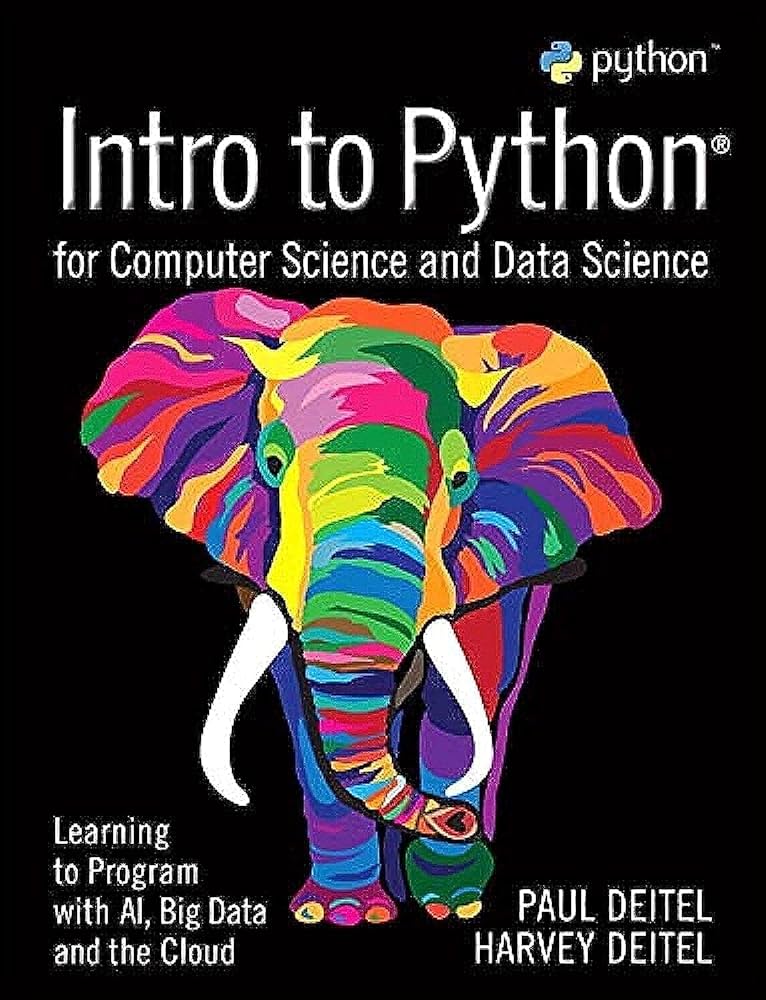 python™
Intro to Python®
for Computer Science and Data Science
Learning
to Program
with AI, Big Data
and the Cloud
PAUL DEITEL
HARVEY DEITEL